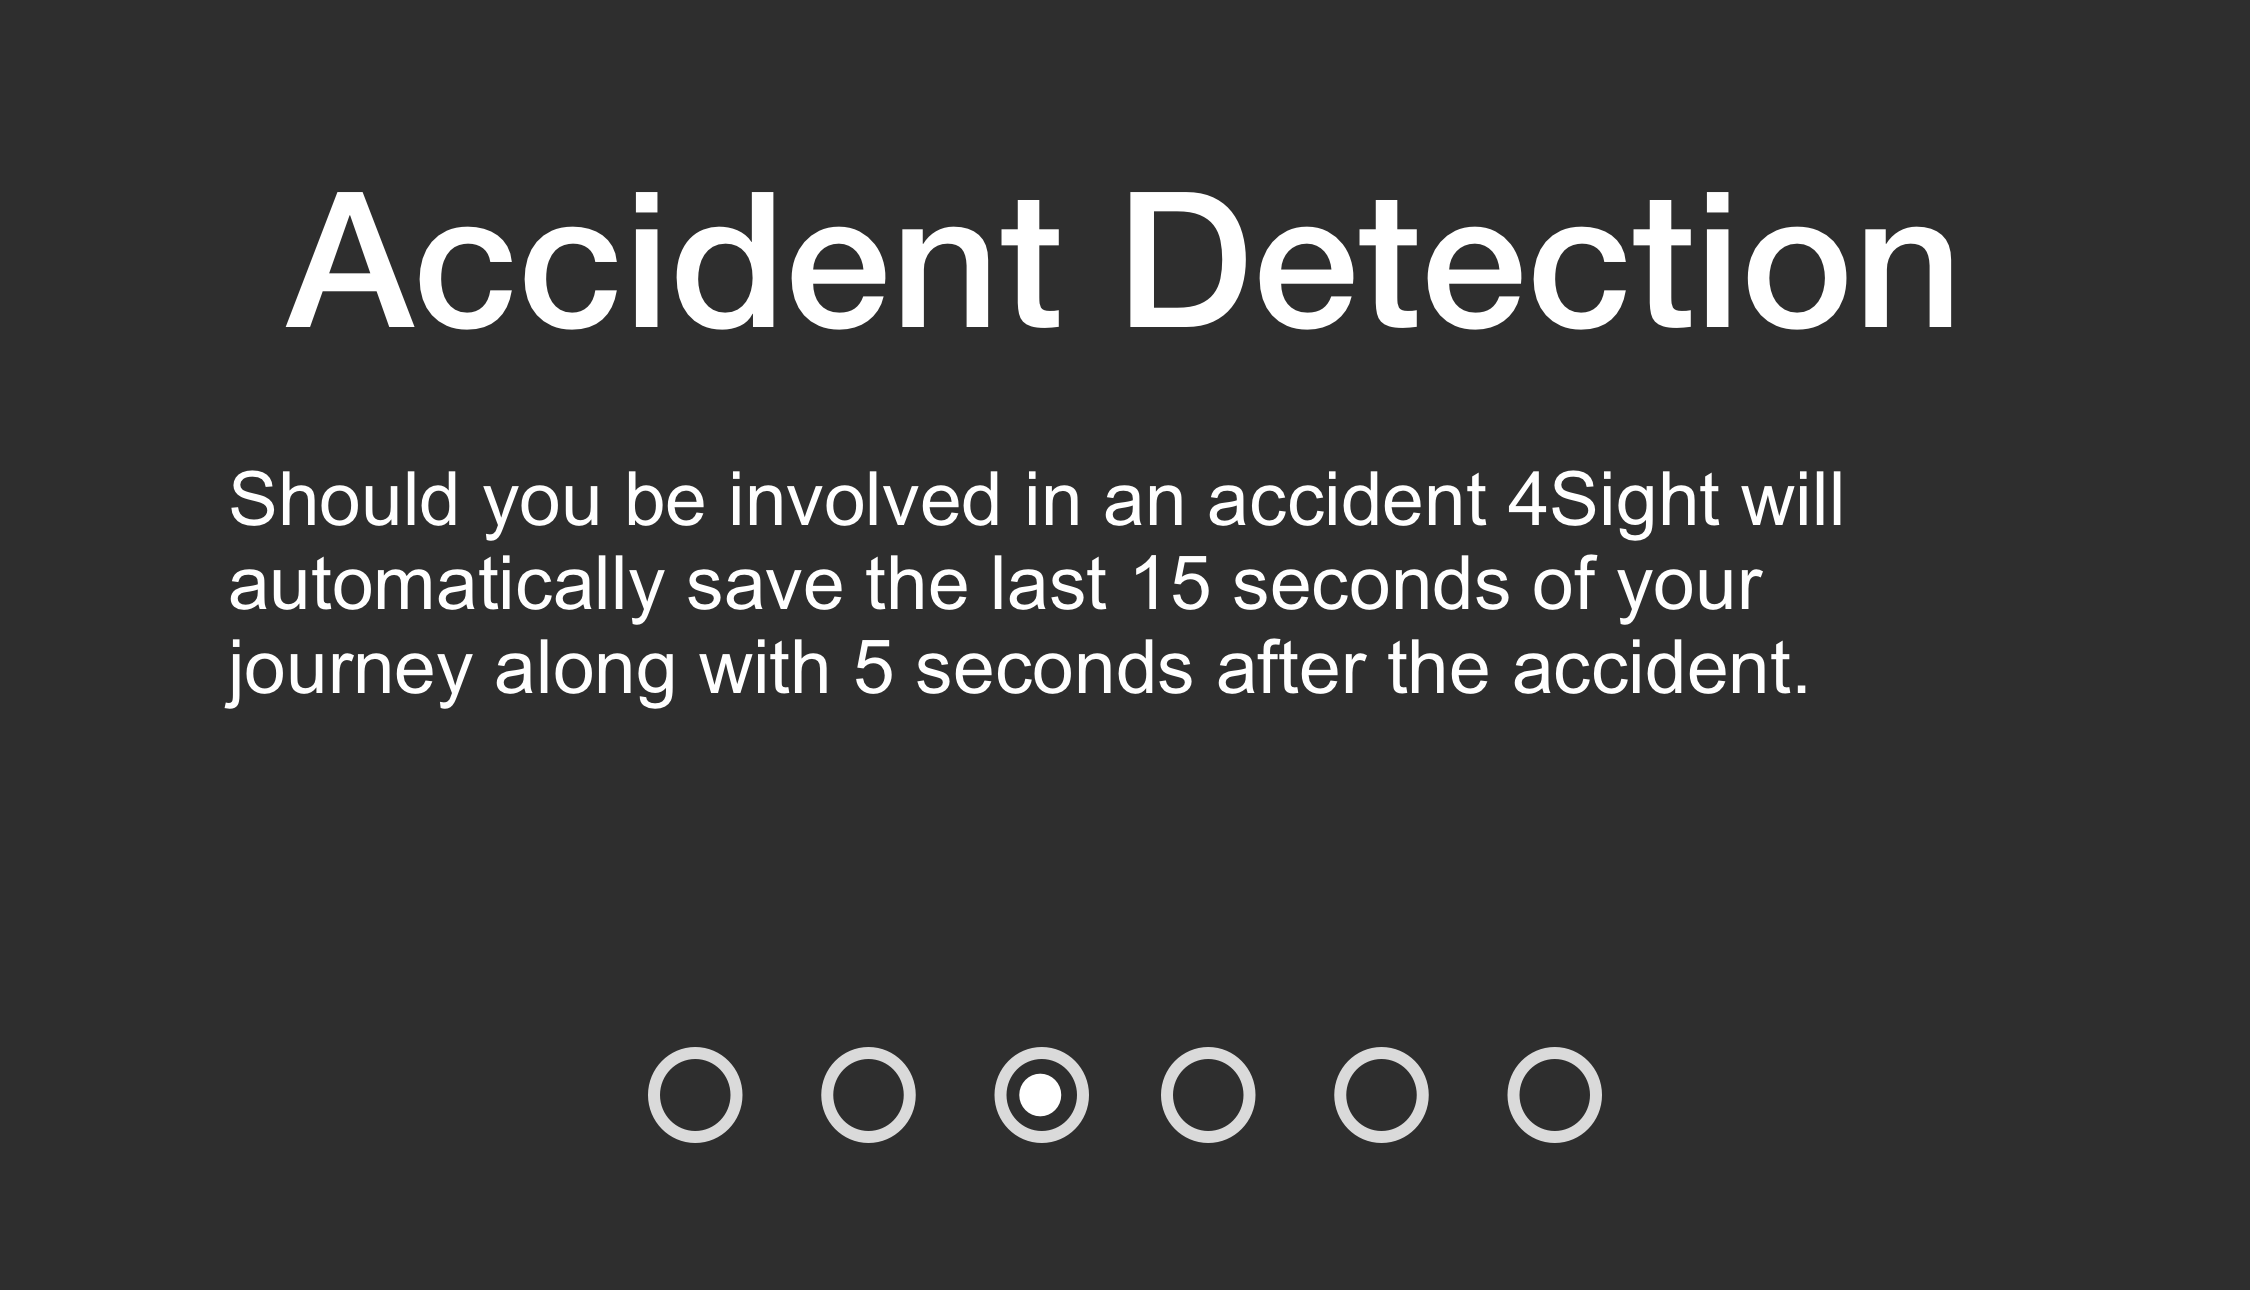 Accident Detection
Should you be involved in an accident 4Sight will
automatically save the last 15 seconds of your
journey along with 5 seconds after the accident.